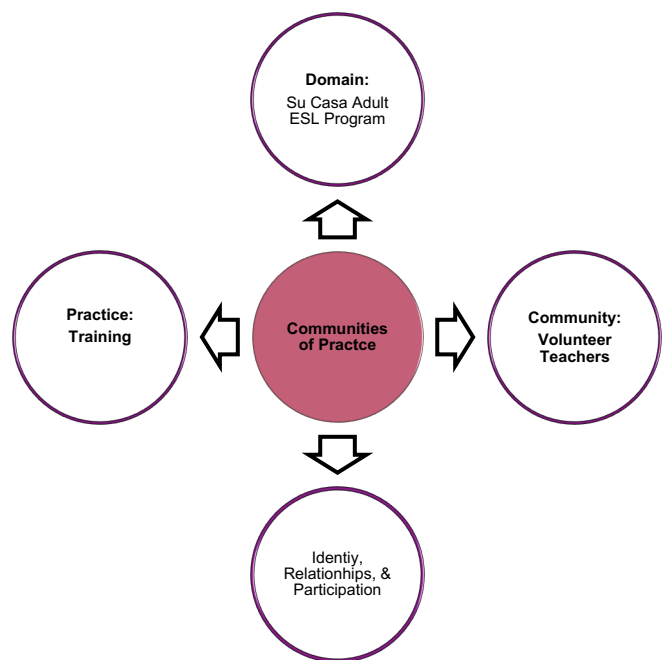 Domain:
Su Casa Adult
ESL Program
Practice:
Training
Communities
of Practce
Community:
Volunteer
Teachers
Identiy,
Relationhips, &
Participation